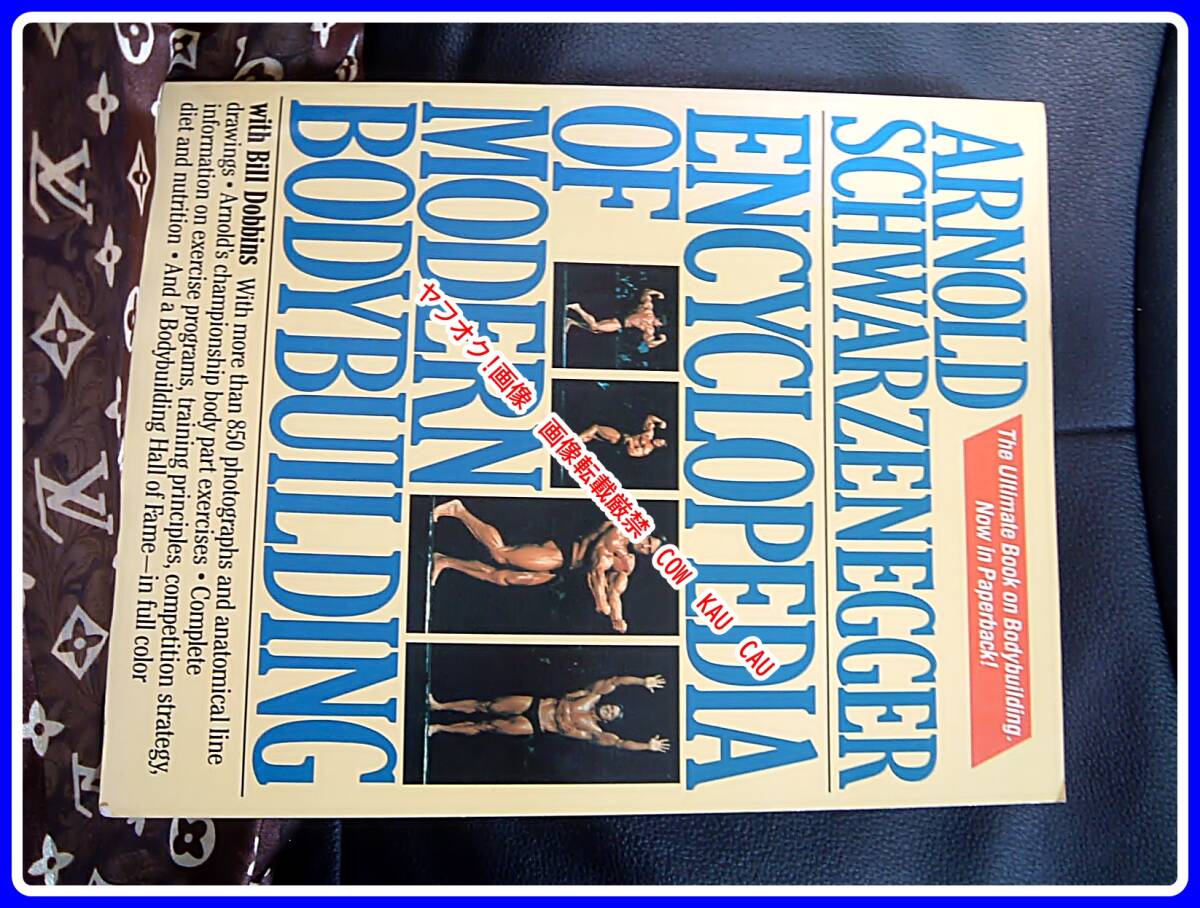 ARNOLD
SCHWARZENEGGER
The Ultimate Book on Bodybuilding.
Now in Paperback!
ENCYCLOPEDIA
OF
MODERN
BODYBUILDING
with Bill Dobbins With more than 850 photographs and anatomical line
drawings • Arnold's championship body part exercises • Complete
information on exercise programs, training principles, competition strategy,
diet and nutrition • And a Bodybuilding Hall of Fame—in full color
ヤフオク!画像 画像転載厳禁 COW KAU CAU
LV
LV
LV